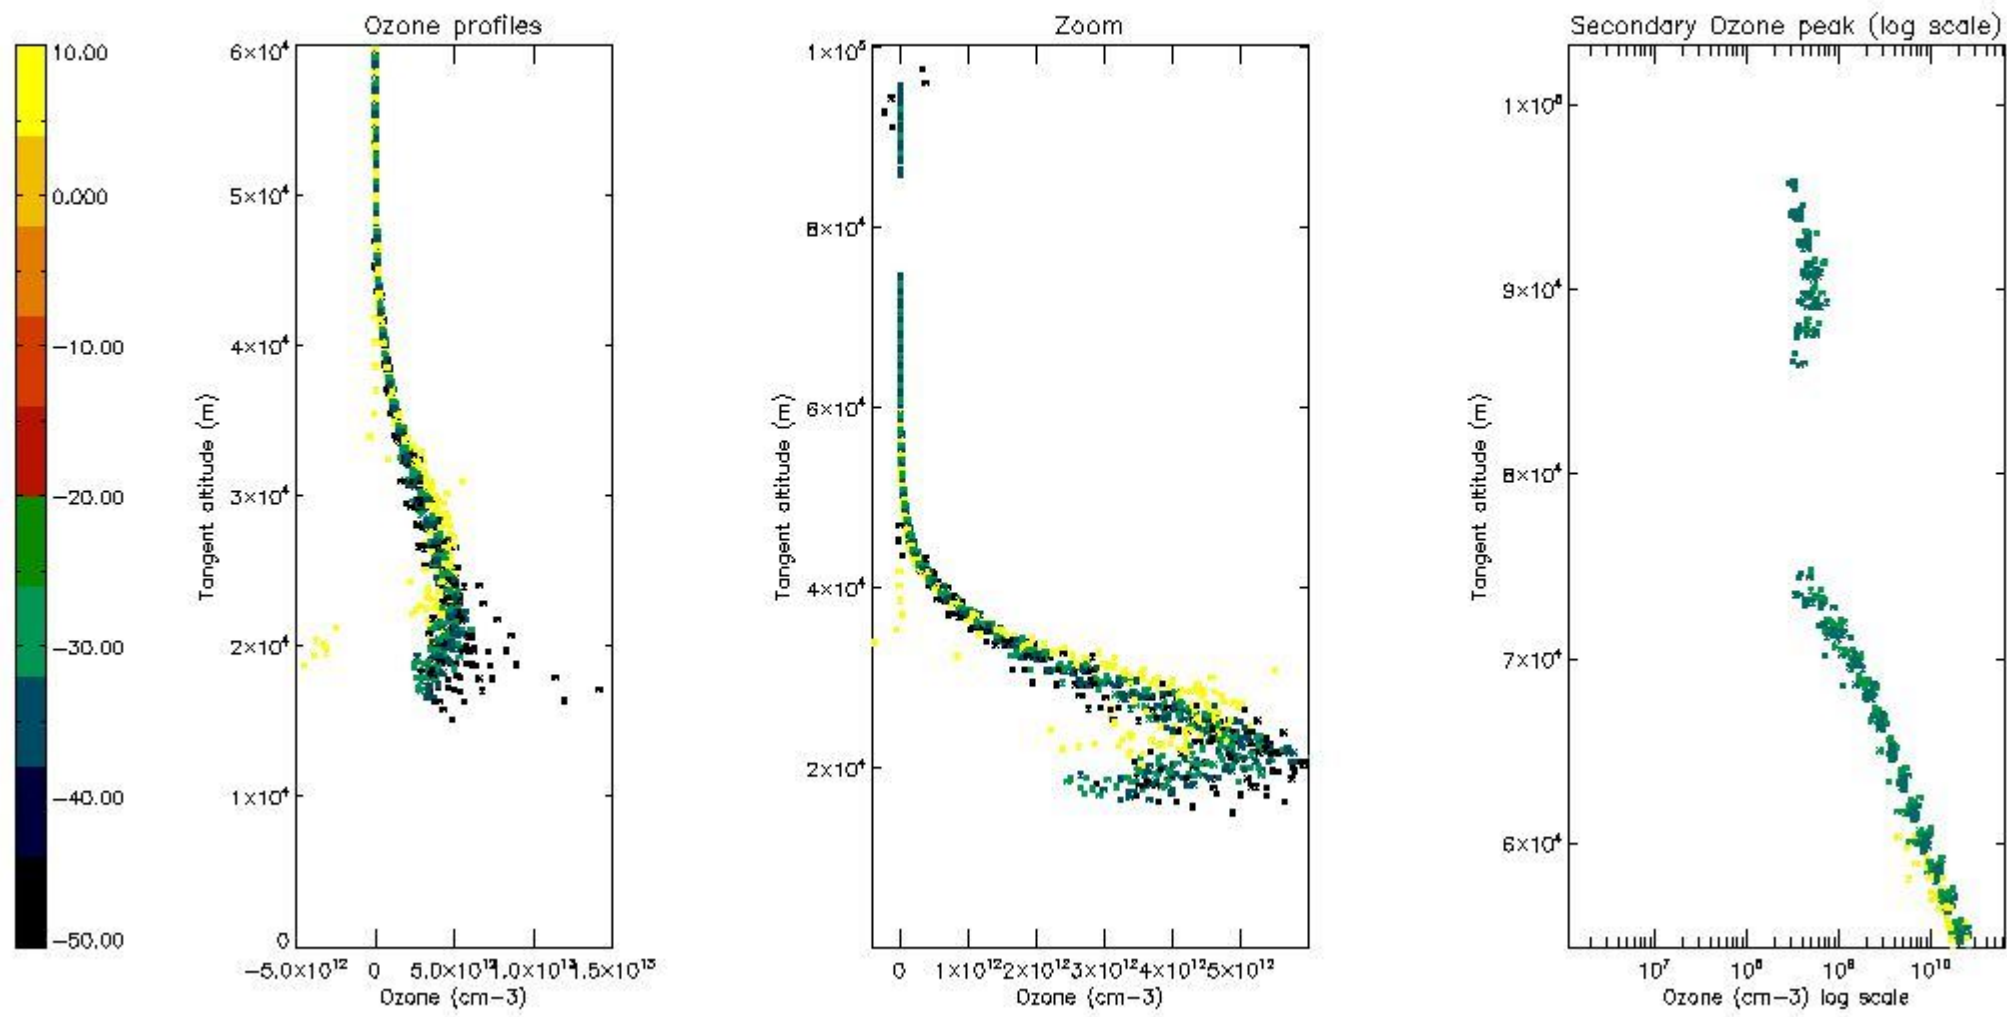 Ozone profiles
Zoom
Secondary Ozone peak (log scale)
10.00
0.000
−10.00
−20.00
−30.00
−40.00
−50.00
6×10⁴
5×10⁴
4×10⁴
3×10⁴
2×10⁴
1×10⁴
0
Tangent altitude (m)
−5.0×10¹² 0 5.0×10¹² 1.0×10¹³ 1.5×10¹³
Ozone (cm−3)
1×10⁵
8×10⁴
6×10⁴
4×10⁴
2×10⁴
Tangent altitude (m)
0 1×10¹² 2×10¹² 3×10¹² 4×10¹² 5×10¹²
Ozone (cm−3)
1×10⁵
9×10⁴
8×10⁴
7×10⁴
6×10⁴
Tangent altitude (m)
10⁷ 10⁸ 10⁹ 10¹⁰
Ozone (cm−3) log scale